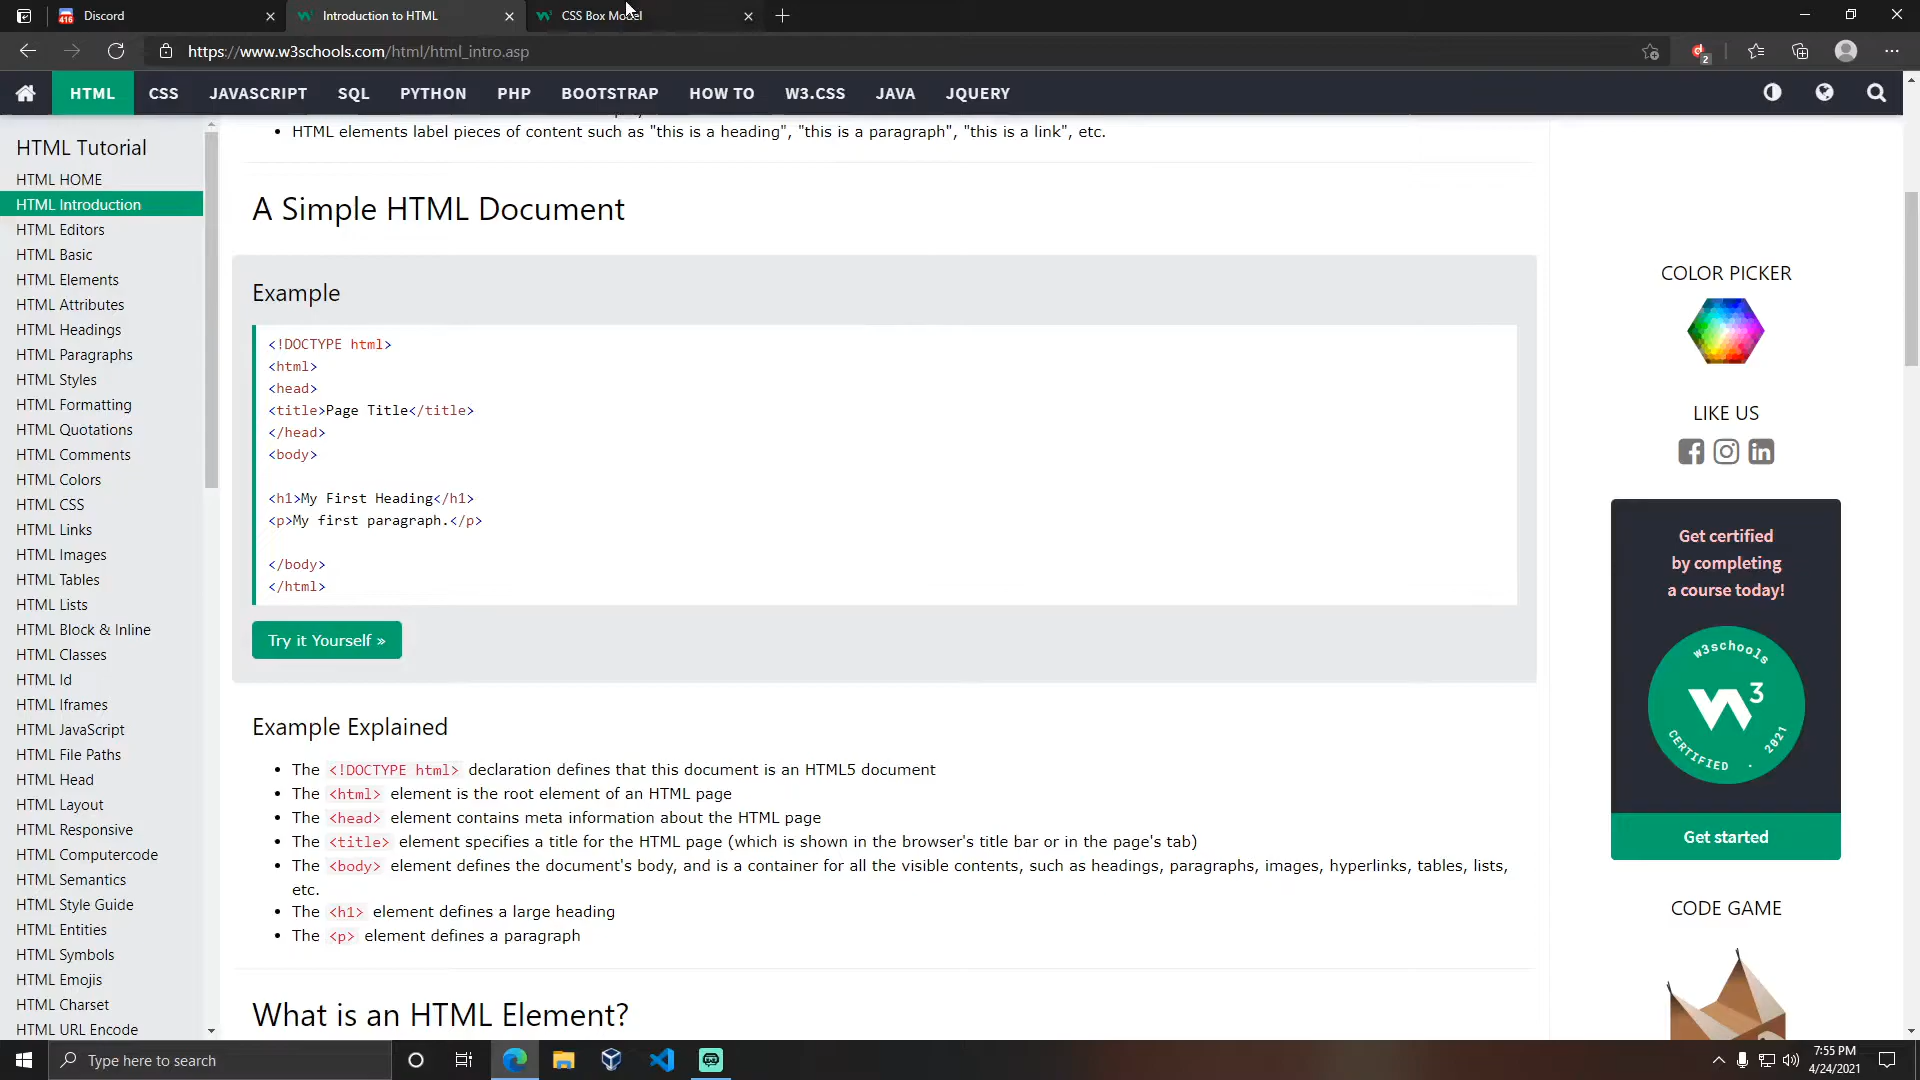 416
Discord
Introduction to HTML
CSS Box Model
https://www.w3schools.com/html/html_intro.asp
2
HTML
CSS
JAVASCRIPT
SQL
PYTHON
PHP
BOOTSTRAP
HOW TO
W3.CSS
JAVA
JQUERY
HTML Tutorial
HTML HOME
HTML Introduction
HTML Editors
HTML Basic
HTML Elements
HTML Attributes
HTML Headings
HTML Paragraphs
HTML Styles
HTML Formatting
HTML Quotations
HTML Comments
HTML Colors
HTML CSS
HTML Links
HTML Images
HTML Tables
HTML Lists
HTML Block & Inline
HTML Classes
HTML Id
HTML Iframes
HTML JavaScript
HTML File Paths
HTML Head
HTML Layout
HTML Responsive
HTML Computercode
HTML Semantics
HTML Style Guide
HTML Entities
HTML Symbols
HTML Emojis
HTML Charset
HTML URL Encode
• HTML elements label pieces of content such as "this is a heading", "this is a paragraph", "this is a link", etc.
A Simple HTML Document
Example
<!DOCTYPE html>
<html>
<head>
<title>Page Title</title>
</head>
<body>
<h1>My First Heading</h1>
<p>My first paragraph.</p>
</body>
</html>
Try it Yourself »
Example Explained
• The <!DOCTYPE html> declaration defines that this document is an HTML5 document
• The <html> element is the root element of an HTML page
• The <head> element contains meta information about the HTML page
• The <title> element specifies a title for the HTML page (which is shown in the browser's title bar or in the page's tab)
• The <body> element defines the document's body, and is a container for all the visible contents, such as headings, paragraphs, images, hyperlinks, tables, lists,
etc.
• The <h1> element defines a large heading
• The <p> element defines a paragraph
What is an HTML Element?
COLOR PICKER
LIKE US
Get certified
by completing
a course today!
w3schools
3
CERTIFIED . 2021
Get started
CODE GAME
Type here to search
7:55 PM
4/24/2021